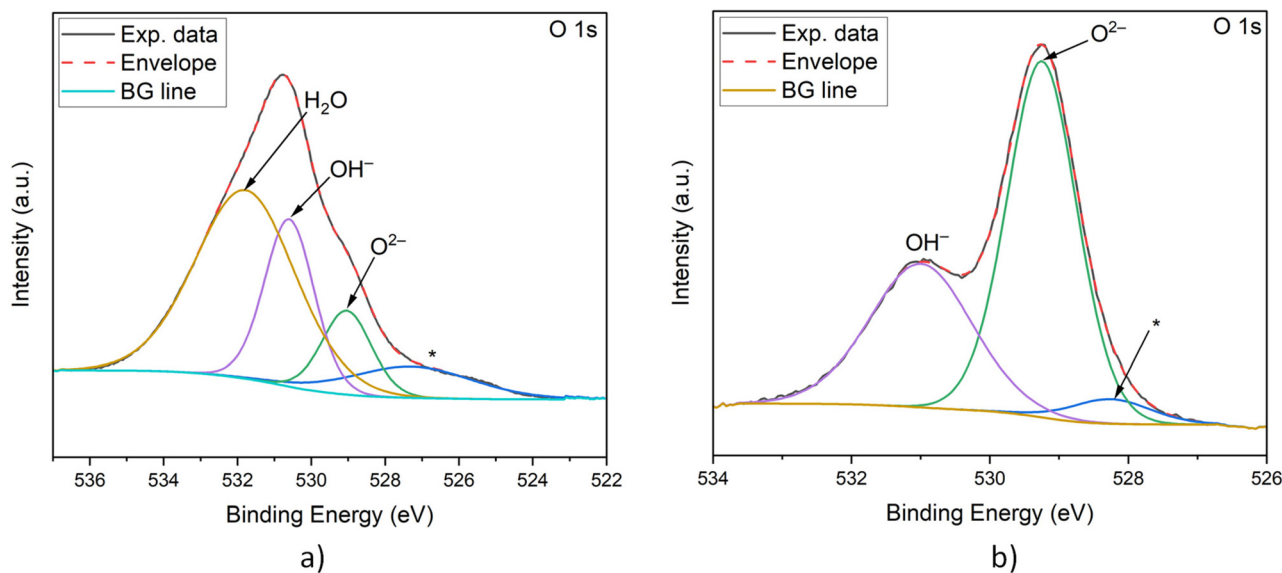 O 1s
Exp. data
Envelope
BG line
H₂O
OH⁻
O²⁻
*
Intensity (a.u.)
536 534 532 530 528 526 524 522
Binding Energy (eV)
a)
O 1s
Exp. data
Envelope
BG line
O²⁻
OH⁻
*
Intensity (a.u.)
534 532 530 528 526
Binding Energy (eV)
b)